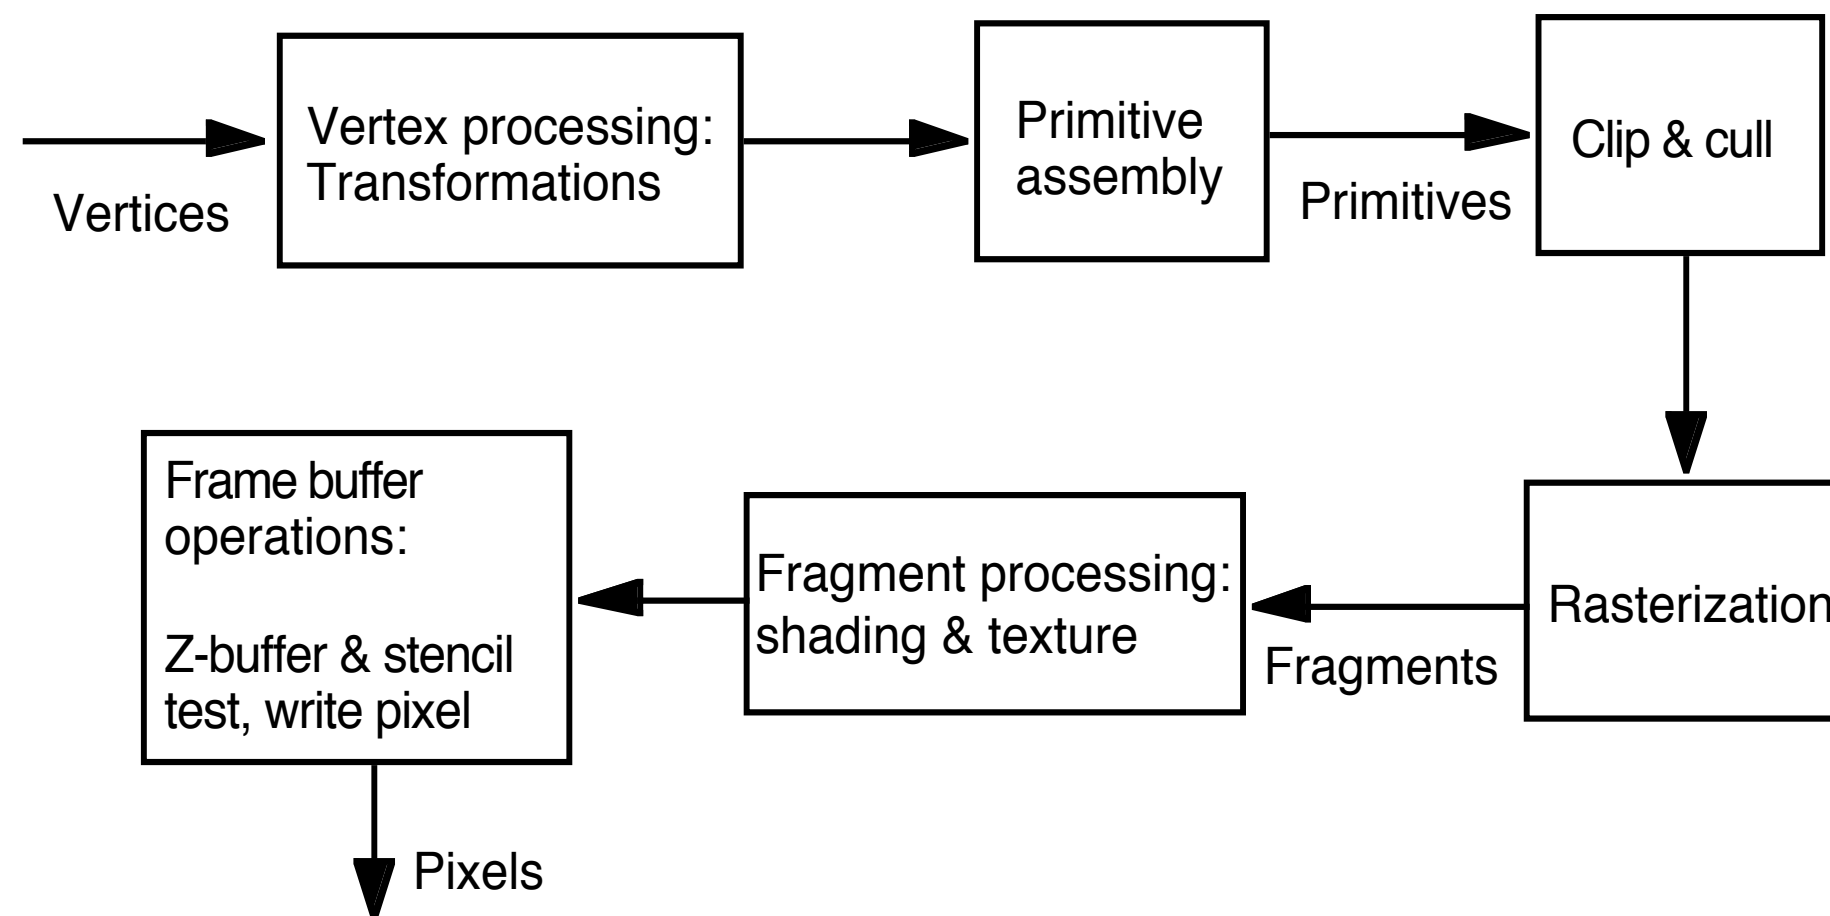 Vertex processing:
Transformations
Vertices
Primitive
assembly
Primitives
Clip & cull
Rasterization
Fragments
Fragment processing:
shading & texture
Frame buffer
operations:
Z-buffer & stencil
test, write pixel
Pixels